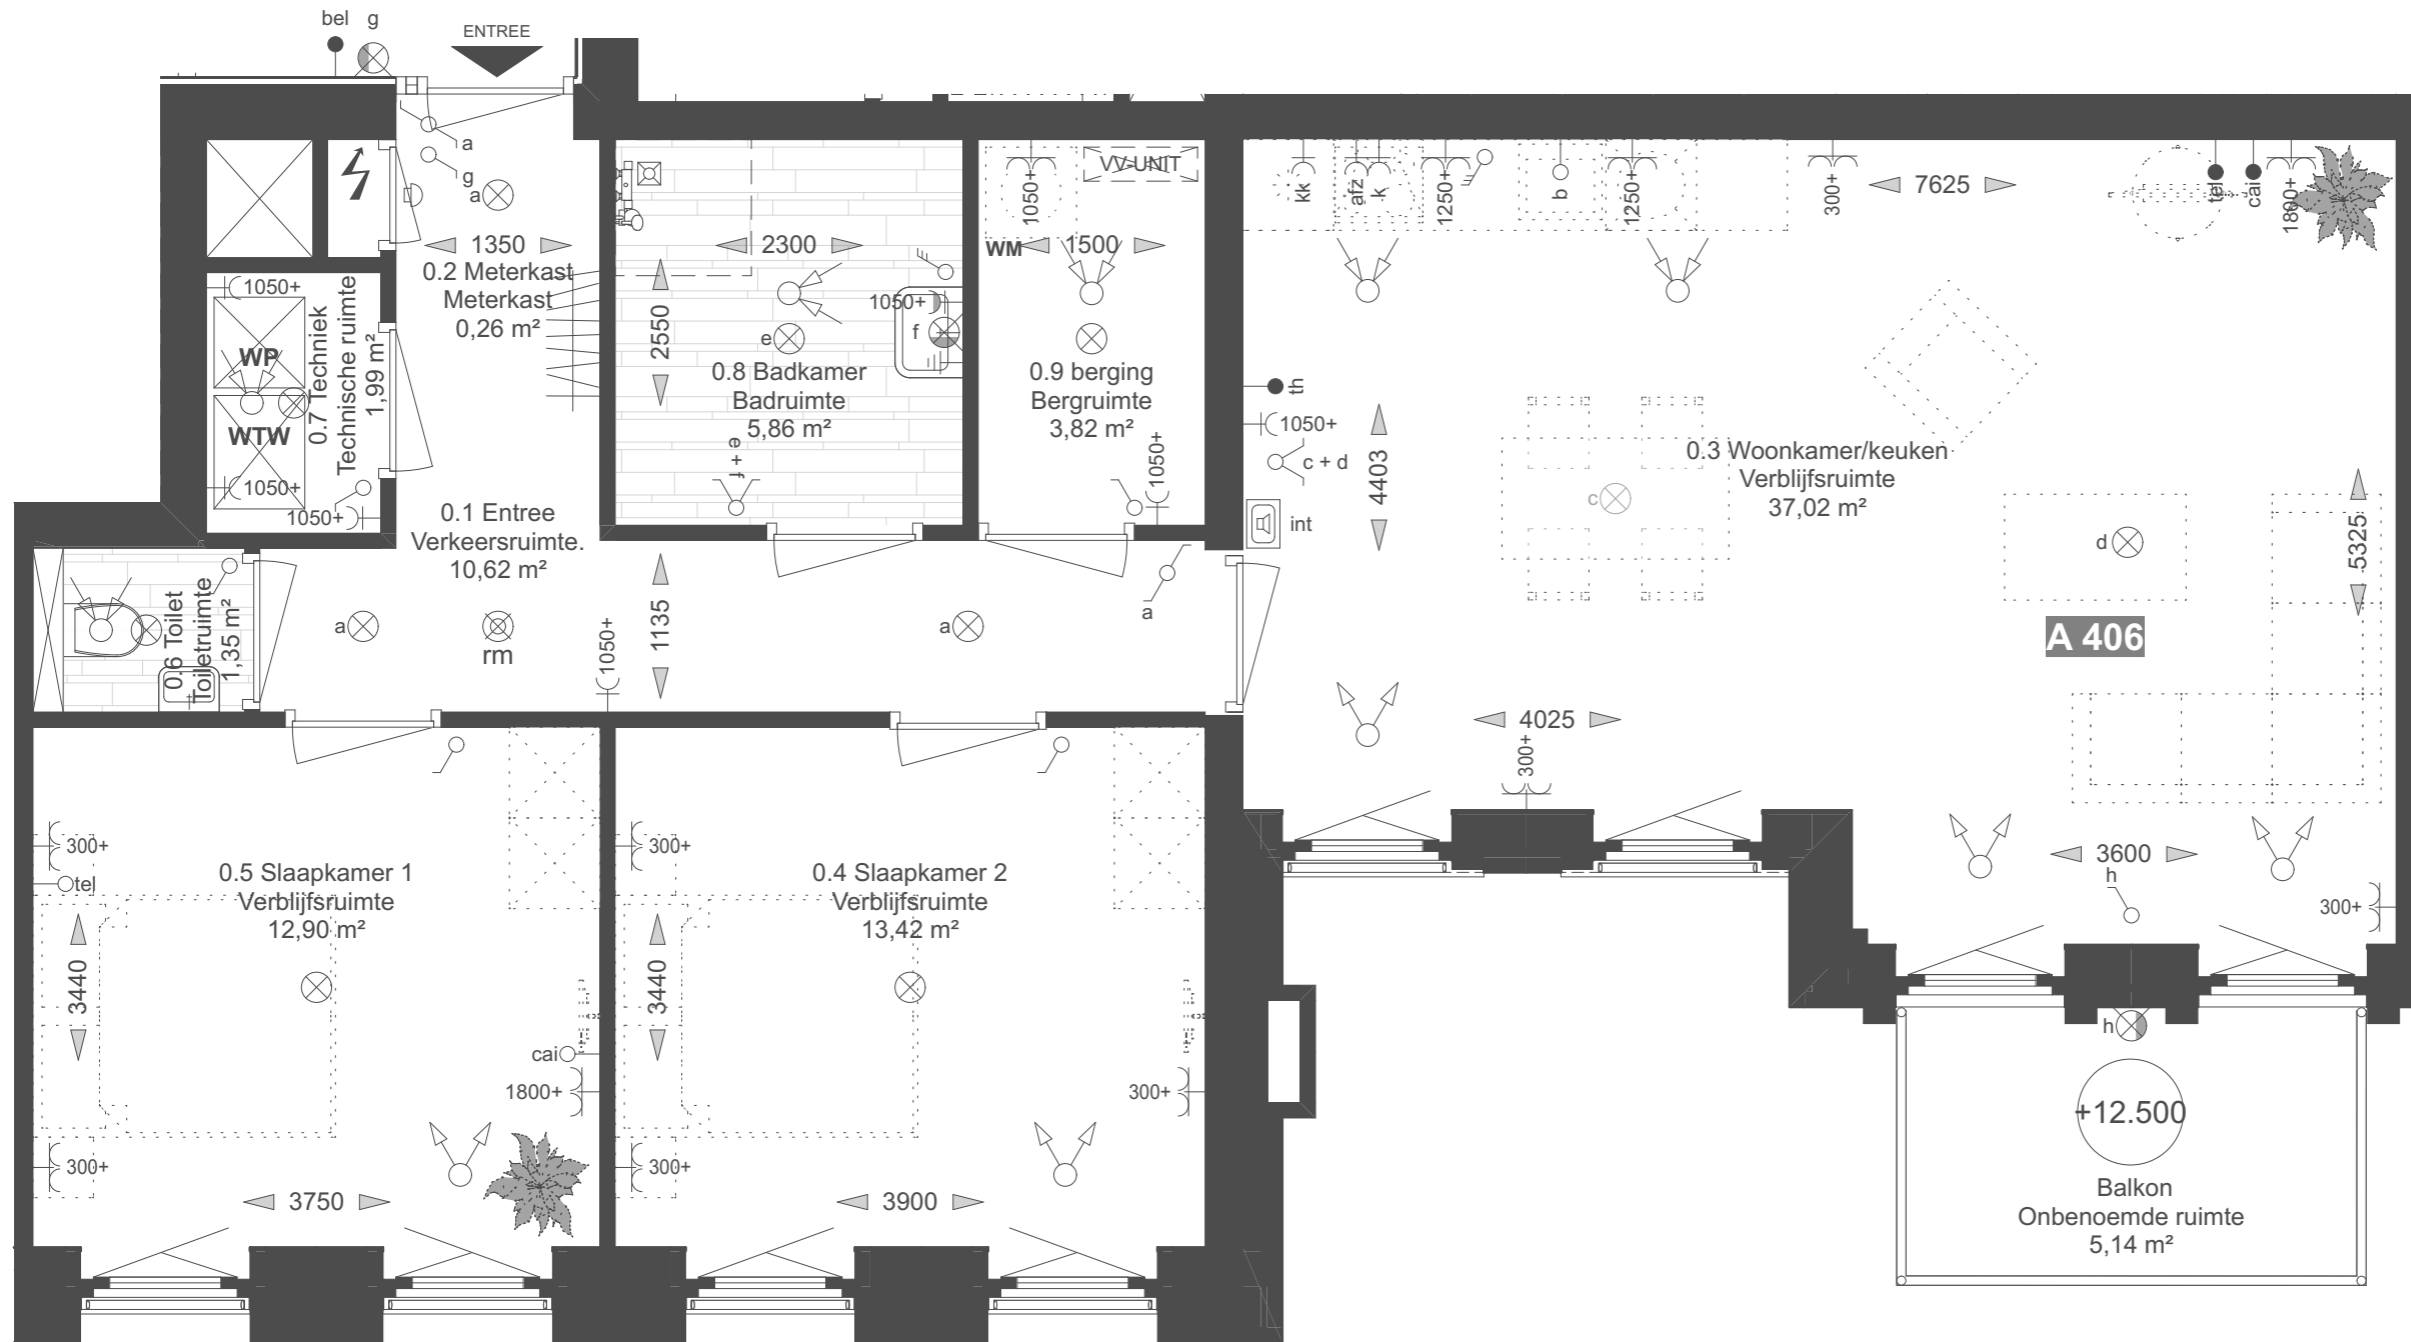 bel g
ENTREE
a
g
a
1350
0.2 Meterkast
Meterkast
0,26 m²
1050+
WP
WTW
0.7 Techniek
Technische ruimte
1,99 m²
1050+
1050+
2300
2550
1050+
e
f
0.8 Badkamer
Badruimte
5,86 m²
e + f
1050+
VV-UNIT
WM
1500
0.9 berging
Bergruimte
3,82 m²
1050+
kk
afz
k
1250+
b
1250+
300+
7625
tel
cai
1800+
th
1050+
c + d
int
4403
c
0.3 Woonkamer/keuken
Verblijfsruimte
37,02 m²
d
5325
A 406
4025
300+
3600
h
300+
0.1 Entree
Verkeersruimte.
10,62 m²
0.6 Toilet
Toiletruimte
1,35 m²
a
rm
1050+
1135
a
a
300+
tel
0.5 Slaapkamer 1
Verblijfsruimte
12,90 m²
3440
cai
1800+
300+
3750
300+
0.4 Slaapkamer 2
Verblijfsruimte
13,42 m²
3440
300+
300+
3900
h
+12.500
Balkon
Onbenoemde ruimte
5,14 m²